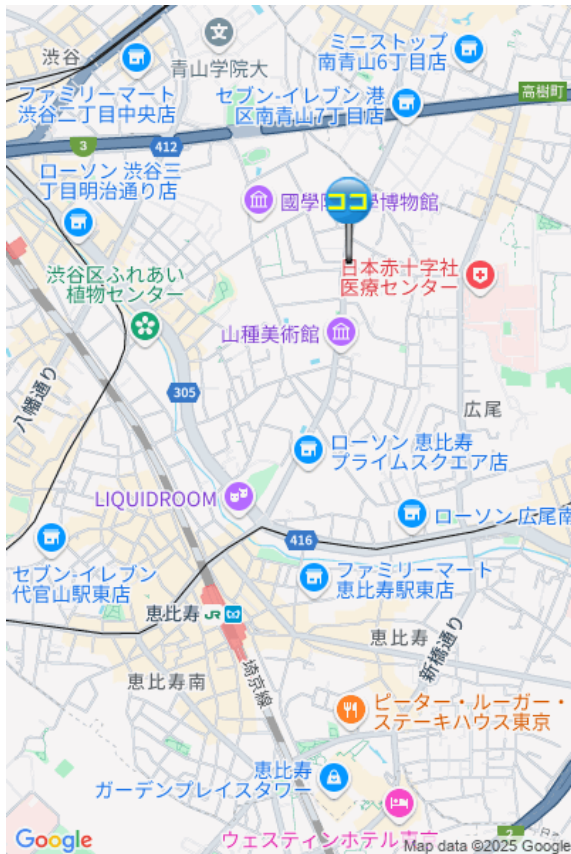 渋谷
青山学院大
ミニストップ
南青山6丁目店
ファミリーマート
渋谷二丁目中央店
セブン-イレブン 港
区南青山7丁目店
高樹町
3
412
ローソン 渋谷三
丁目明治通り店
ココ
國學院
學博物館
渋谷区ふれあい
植物センター
日本赤十字社
医療センター
山種美術館
八幡通り
305
広尾
ローソン 恵比寿
プライムスクエア店
LIQUIDROOM
ローソン 広尾南
416
セブン-イレブン
代官山駅東店
ファミリーマート
恵比寿駅東店
恵比寿
JR
恵比寿
新橋通り
恵比寿南
埼京線
ピーター・ルーガー・
ステーキハウス東京
恵比寿
ガーデンプレイスタワー
ウェスティンホテル東京
2
Google
Map data ©2025 Google